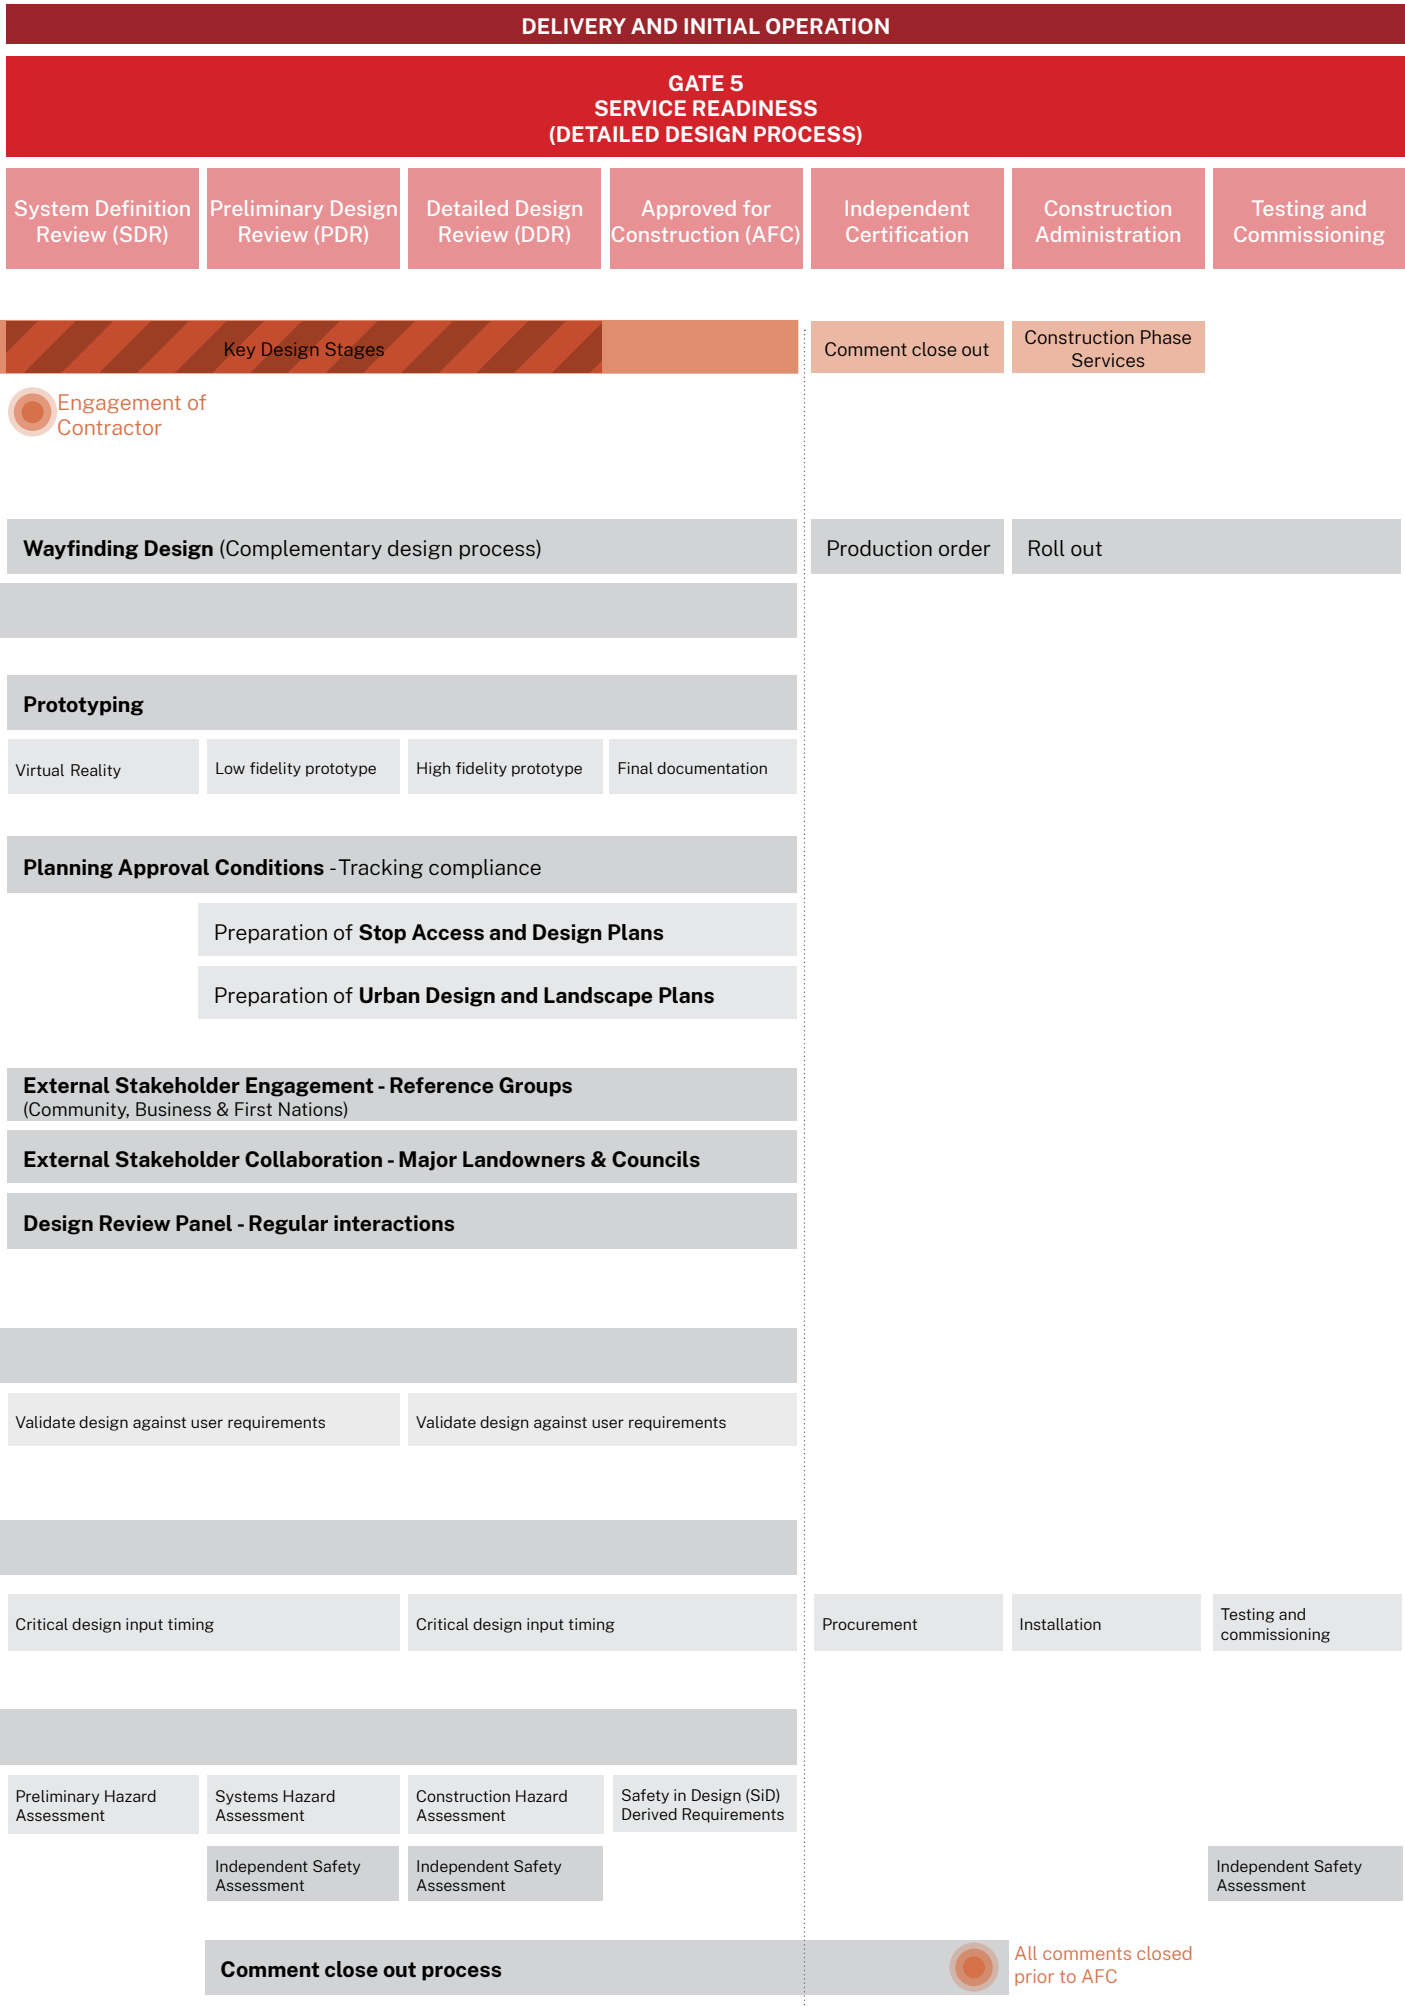 DELIVERY AND INITIAL OPERATION
GATE 5
SERVICE READINESS
(DETAILED DESIGN PROCESS)
System Definition
Review (SDR)
Preliminary Design
Review (PDR)
Detailed Design
Review (DDR)
Approved for
Construction (AFC)
Independent
Certification
Construction
Administration
Testing and
Commissioning
Key Design Stages
Comment close out
Construction Phase
Services
Engagement of
Contractor
Wayfinding Design (Complementary design process)
Production order
Roll out
Prototyping
Virtual Reality
Low fidelity prototype
High fidelity prototype
Final documentation
Planning Approval Conditions - Tracking compliance
Preparation of Stop Access and Design Plans
Preparation of Urban Design and Landscape Plans
External Stakeholder Engagement - Reference Groups
(Community, Business & First Nations)
External Stakeholder Collaboration - Major Landowners & Councils
Design Review Panel - Regular interactions
Validate design against user requirements
Validate design against user requirements
Critical design input timing
Critical design input timing
Procurement
Installation
Testing and
commissioning
Preliminary Hazard
Assessment
Systems Hazard
Assessment
Construction Hazard
Assessment
Safety in Design (SiD)
Derived Requirements
Independent Safety
Assessment
Independent Safety
Assessment
Independent Safety
Assessment
Comment close out process
All comments closed
prior to AFC